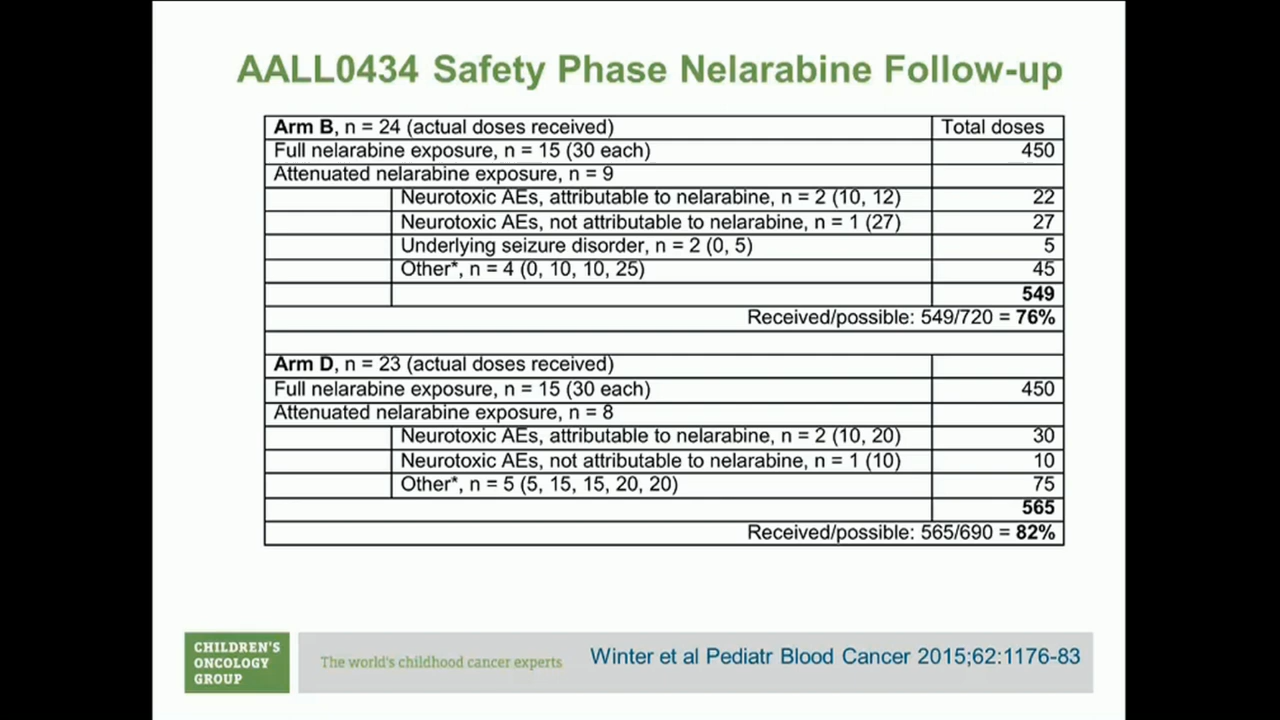 AALL0434 Safety Phase Nelarabine Follow-up
Arm B, n = 24 (actual doses received) Total doses
Full nelarabine exposure, n = 15 (30 each) 450
Attenuated nelarabine exposure, n = 9
Neurotoxic AEs, attributable to nelarabine, n = 2 (10, 12) 22
Neurotoxic AEs, not attributable to nelarabine, n = 1 (27) 27
Underlying seizure disorder, n = 2 (0, 5) 5
Other*, n = 4 (0, 10, 10, 25) 45
549
Received/possible: 549/720 = 76%
Arm D, n = 23 (actual doses received)
Full nelarabine exposure, n = 15 (30 each) 450
Attenuated nelarabine exposure, n = 8
Neurotoxic AEs, attributable to nelarabine, n = 2 (10, 20) 30
Neurotoxic AEs, not attributable to nelarabine, n = 1 (10) 10
Other*, n = 5 (5, 15, 15, 20, 20) 75
565
Received/possible: 565/690 = 82%
CHILDREN'S
ONCOLOGY
GROUP
The world's childhood cancer experts
Winter et al Pediatr Blood Cancer 2015;62:1176-83